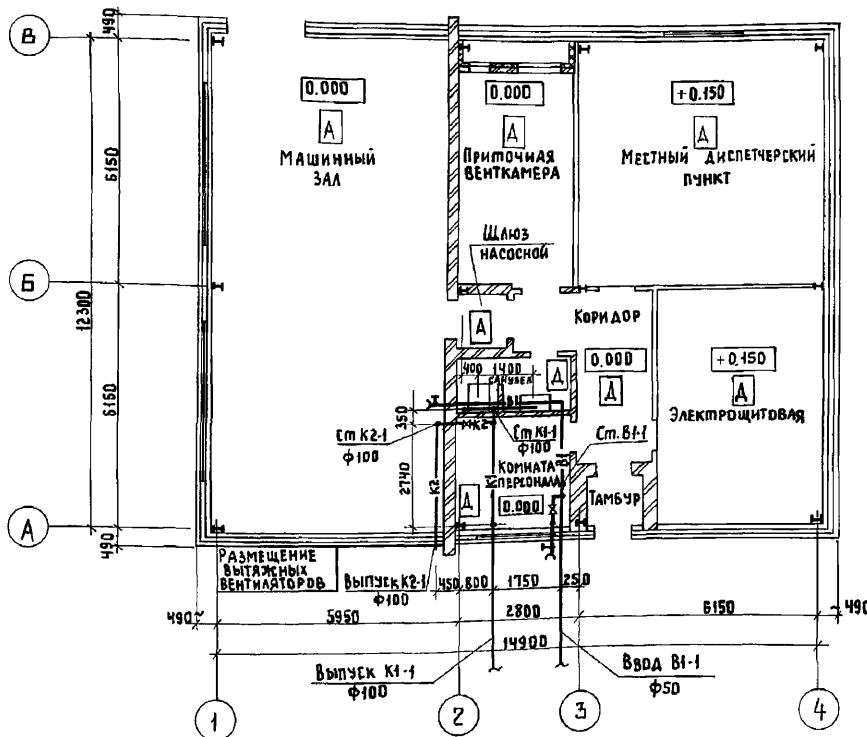 490
В
0.000
0.000
+0.150
А
Д
Д
МАШИННЫЙ
ЗАЛ
ПРИТОЧНАЯ
ВЕНТКАМЕРА
МЕСТНЫЙ ДИСПЕТЧЕРСКИЙ
ПУНКТ
6150
ШЛЮЗ
НАСОСНОЙ
Б
12300
А
КОРИДОР
0.000
+0.150
400
1400
САНУЗЕЛ
Д
Д
Д
В1
ЭЛЕКТРОЩИТОВАЯ
6150
350
Ст К2-1
ф100
К2
Ст К1-1
ф100
Ст. В1-1
2740
К2
К1
В1
КОМНАТА
ПЕРСОНАЛА
ТАМБУР
Д
0.000
А
490
РАЗМЕЩЕНИЕ
ВЫТЯЖНЫХ
ВЕНТИЛЯТОРОВ
ВЫПУСК К2-1
ф100
450
800
1750
250
490
5950
2800
6150
490
14900
ВЫПУСК К1-1
ф100
ВВОД В1-1
ф50
1
2
3
4